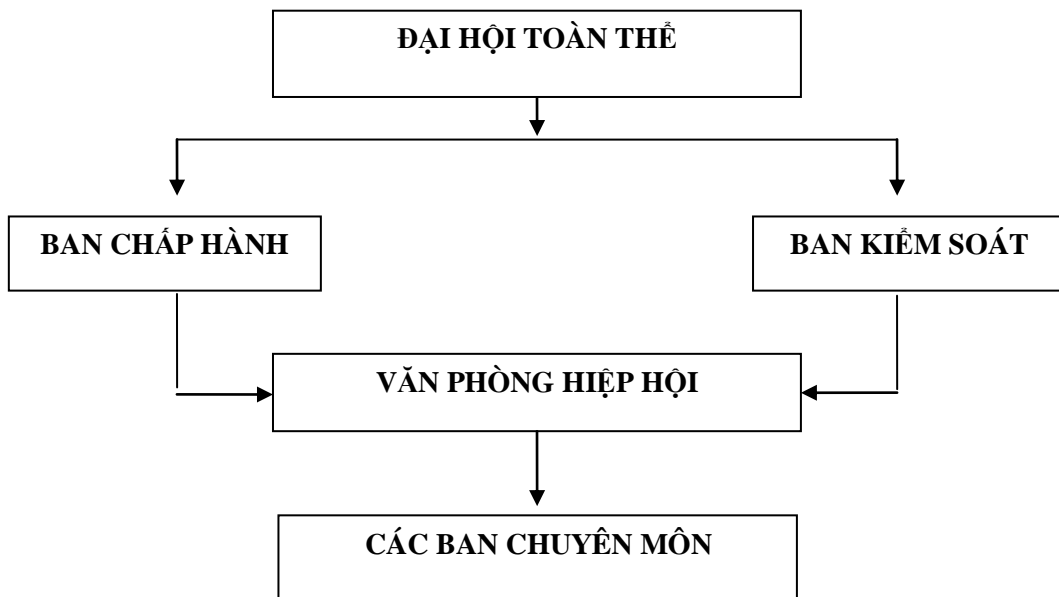 ĐẠI HỘI TOÀN THỂ
BAN CHẤP HÀNH
BAN KIỂM SOÁT
VĂN PHÒNG HIỆP HỘI
CÁC BAN CHUYÊN MÔN